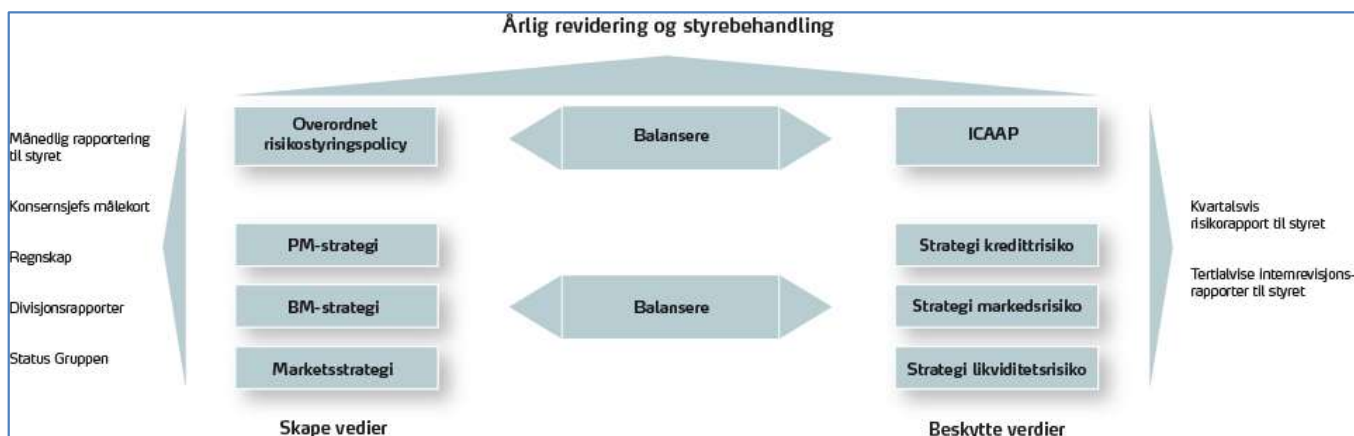 Årlig revidering og styrebehandling
Månedlig rapportering
til styret
Konsernsjefs målekort
Regnskap
Divisjonsrapporter
Status Gruppen
Overordnet
risikostyringspolicy
PM-strategi
BM-strategi
Marketsstrategi
Skape vedier
Balansere
Balansere
ICAAP
Strategi kredittrisiko
Strategi markedsrisiko
Strategi likviditetsrisiko
Beskytte verdier
Kvartalsvis
risikorapport til styret
Tertialvise internrevisjons-
rapporter til styret